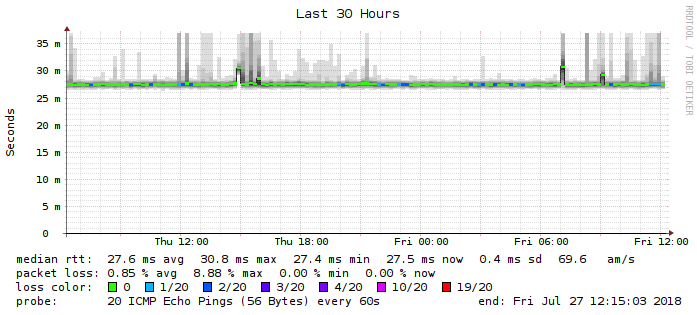 Last 30 Hours
RRDTOOL / TOBI OETIKER
Seconds
35 m
30 m
25 m
20 m
15 m
10 m
5 m
0
Thu 12:00 Thu 18:00 Fri 00:00 Fri 06:00 Fri 12:00
median rtt: 27.6 ms avg 30.8 ms max 27.4 ms min 27.5 ms now 0.4 ms sd 69.6 am/s
packet loss: 0.85 % avg 8.88 % max 0.00 % min 0.00 % now
loss color: 0 1/20 2/20 3/20 4/20 10/20 19/20
probe: 20 ICMP Echo Pings (56 Bytes) every 60s end: Fri Jul 27 12:15:03 2018